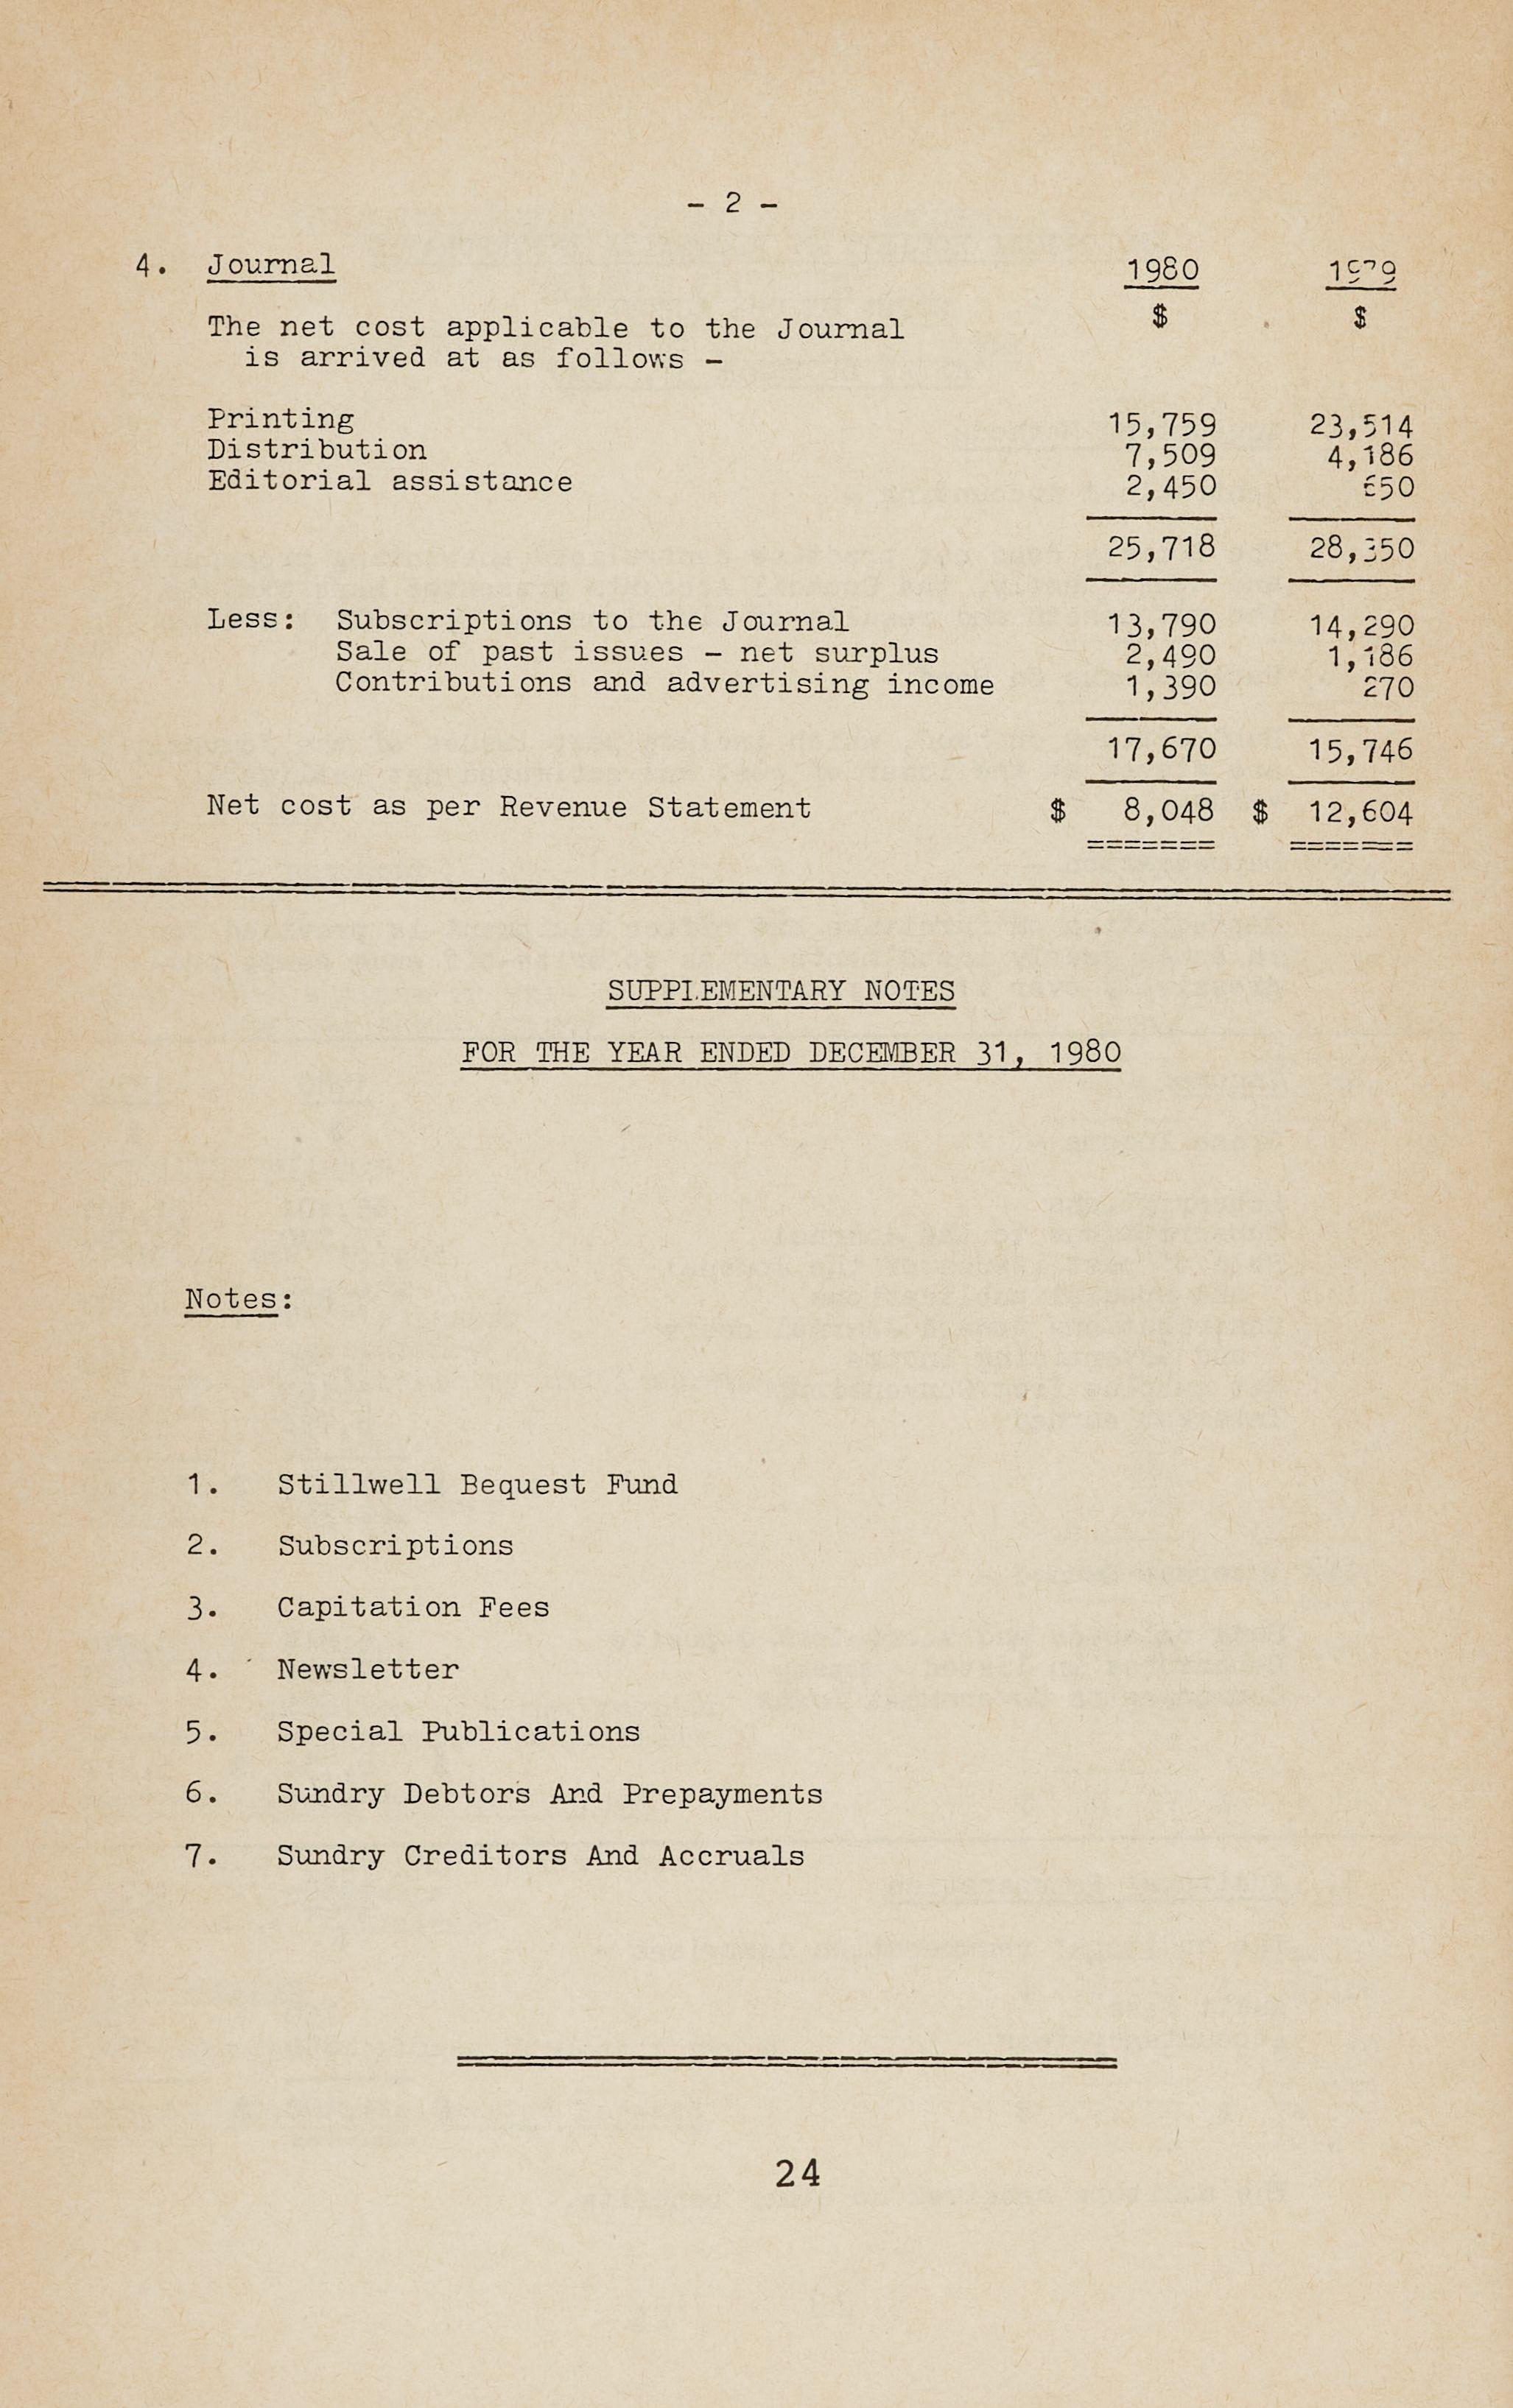 - 2 -
4. Journal 1980 1979
$ $
The net cost applicable to the Journal
is arrived at as follows -
Printing 15,759 23,514
Distribution 7,509 4,186
Editorial assistance 2,450 650
25,718 28,350
Less: Subscriptions to the Journal 13,790 14,290
Sale of past issues - net surplus 2,490 1,186
Contributions and advertising income 1,390 270
17,670 15,746
Net cost as per Revenue Statement $ 8,048 $ 12,604
SUPPLEMENTARY NOTES
FOR THE YEAR ENDED DECEMBER 31, 1980
Notes:
1. Stillwell Bequest Fund
2. Subscriptions
3. Capitation Fees
4. Newsletter
5. Special Publications
6. Sundry Debtors And Prepayments
7. Sundry Creditors And Accruals
24